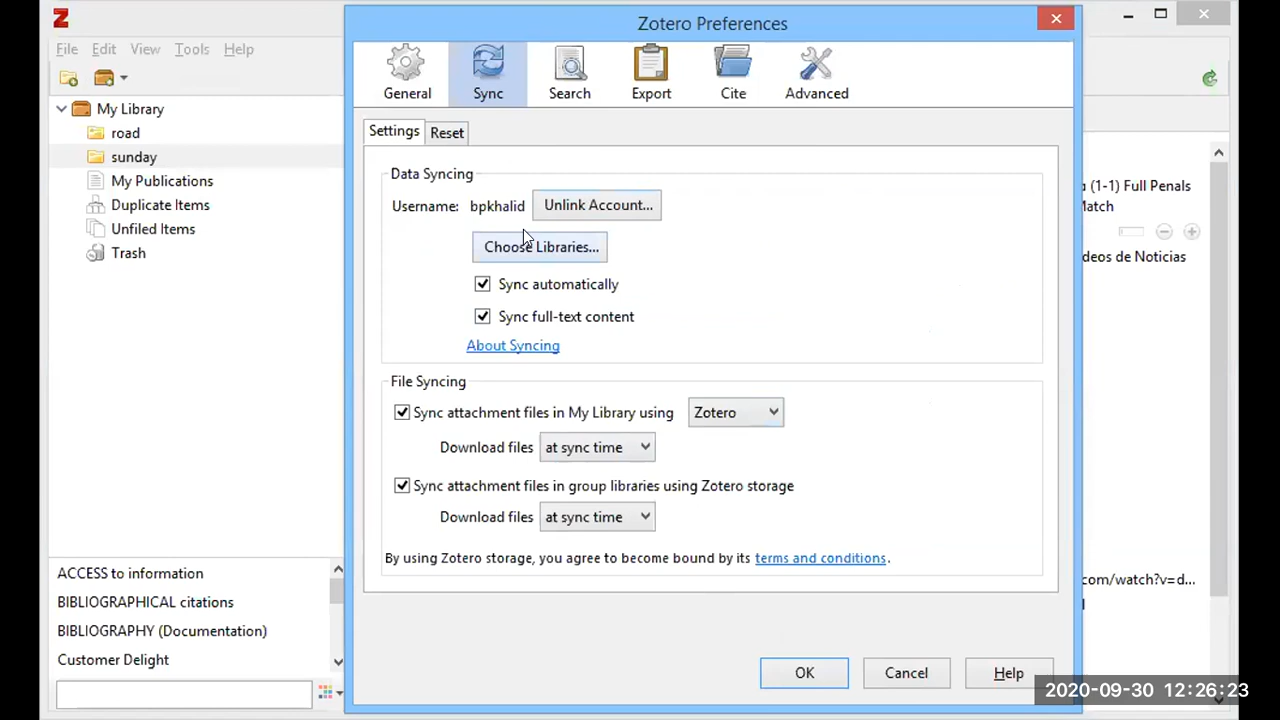 Z
Zotero Preferences
File Edit View Tools Help
General Sync Search Export Cite Advanced
My Library
road
sunday
My Publications
Duplicate Items
Unfiled Items
Trash
Settings Reset
Data Syncing
Username: bpkhalid Unlink Account...
Choose Libraries...
Sync automatically
Sync full-text content
About Syncing
File Syncing
Sync attachment files in My Library using Zotero
Download files at sync time
Sync attachment files in group libraries using Zotero storage
Download files at sync time
By using Zotero storage, you agree to become bound by its terms and conditions.
OK Cancel Help
(1-1) Full Penals
Match
deos de Noticias
com/watch?v=d...
ACCESS to information
BIBLIOGRAPHICAL citations
BIBLIOGRAPHY (Documentation)
Customer Delight
2020-09-30 12:26:23